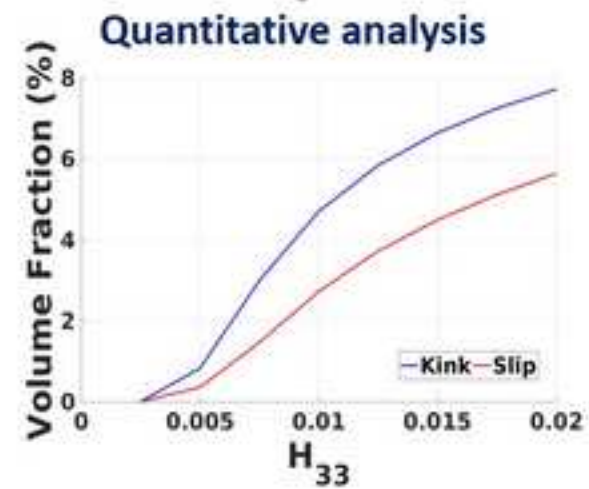 Quantitative analysis
Volume Fraction (%)
8
6
4
2
0
Kink Slip
0 0.005 0.01 0.015 0.02
H33